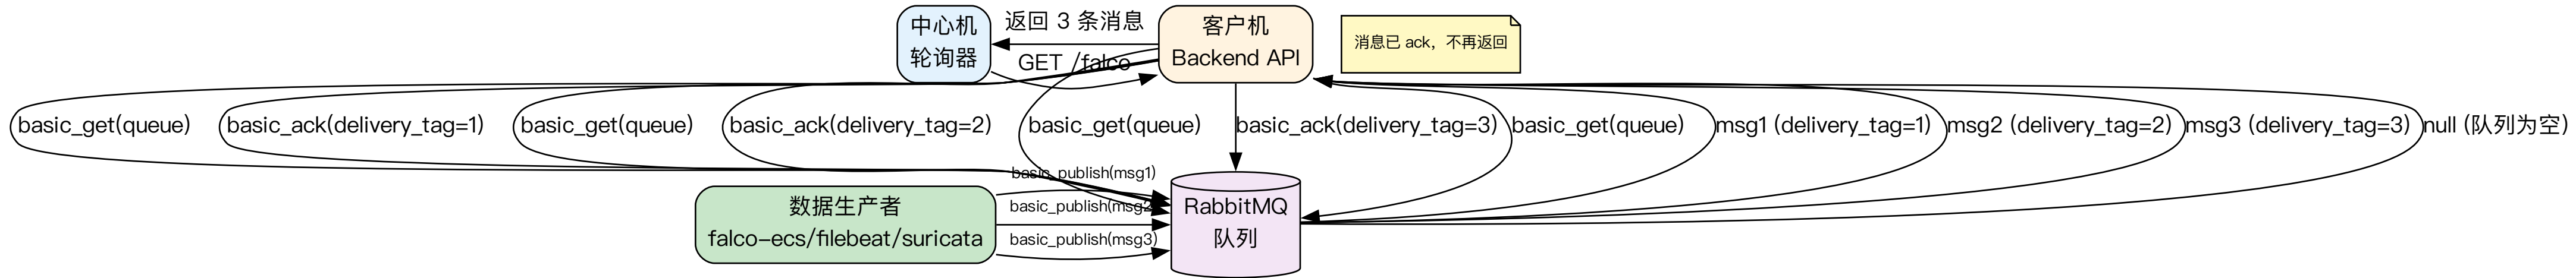 中心机
轮询器
返回 3 条消息
GET /falco
客户机
Backend API
消息已 ack，不再返回
basic_get(queue)
basic_ack(delivery_tag=1)
basic_get(queue)
basic_ack(delivery_tag=2)
basic_get(queue)
basic_ack(delivery_tag=3)
basic_get(queue)
msg1 (delivery_tag=1)
msg2 (delivery_tag=2)
msg3 (delivery_tag=3)
null (队列为空)
basic_publish(msg1)
basic_publish(msg2
basic_publish(msg3)
数据生产者
falco-ecs/filebeat/suricata
RabbitMQ
队列